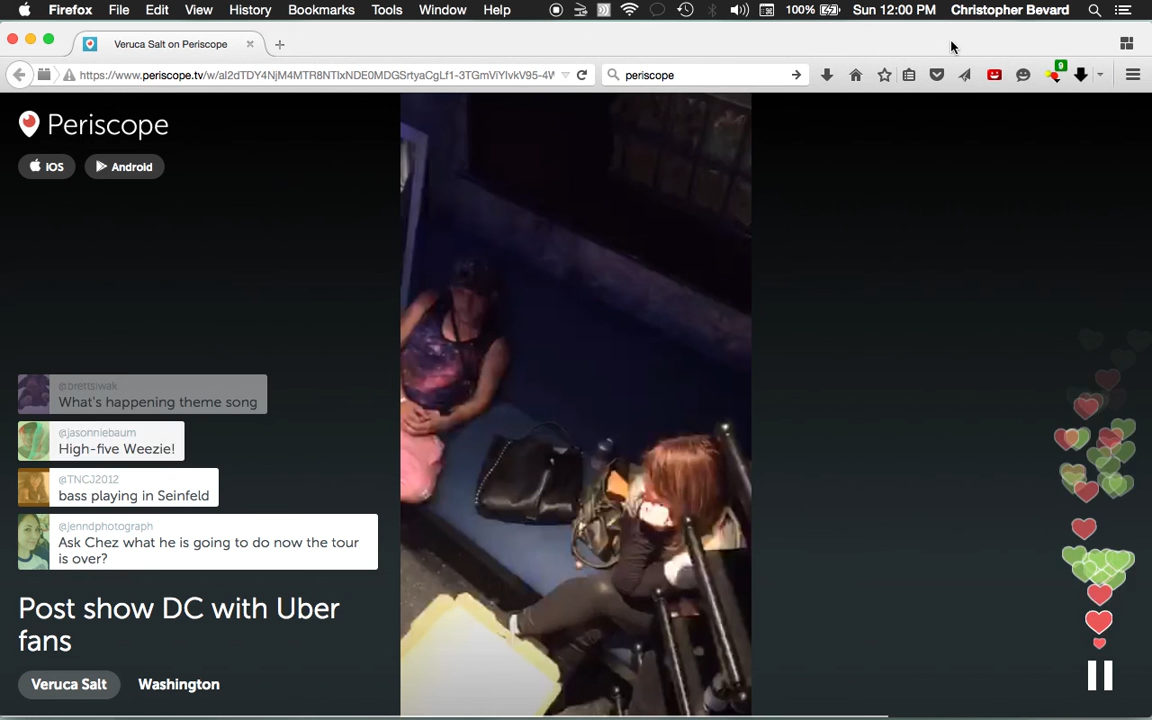 Firefox File Edit View History Bookmarks Tools Window Help 100% Sun 12:00 PM Christopher Bevard
Veruca Salt on Periscope
periscope
Periscope
iOS Android
@brettsiwak
What's happening theme song
@jasonniebaum
High-five Weezie!
@TNCJ2012
bass playing in Seinfeld
@jenndphotograph
Ask Chez what he is going to do now the tour
is over?
Post show DC with Uber
fans
Veruca Salt Washington
9